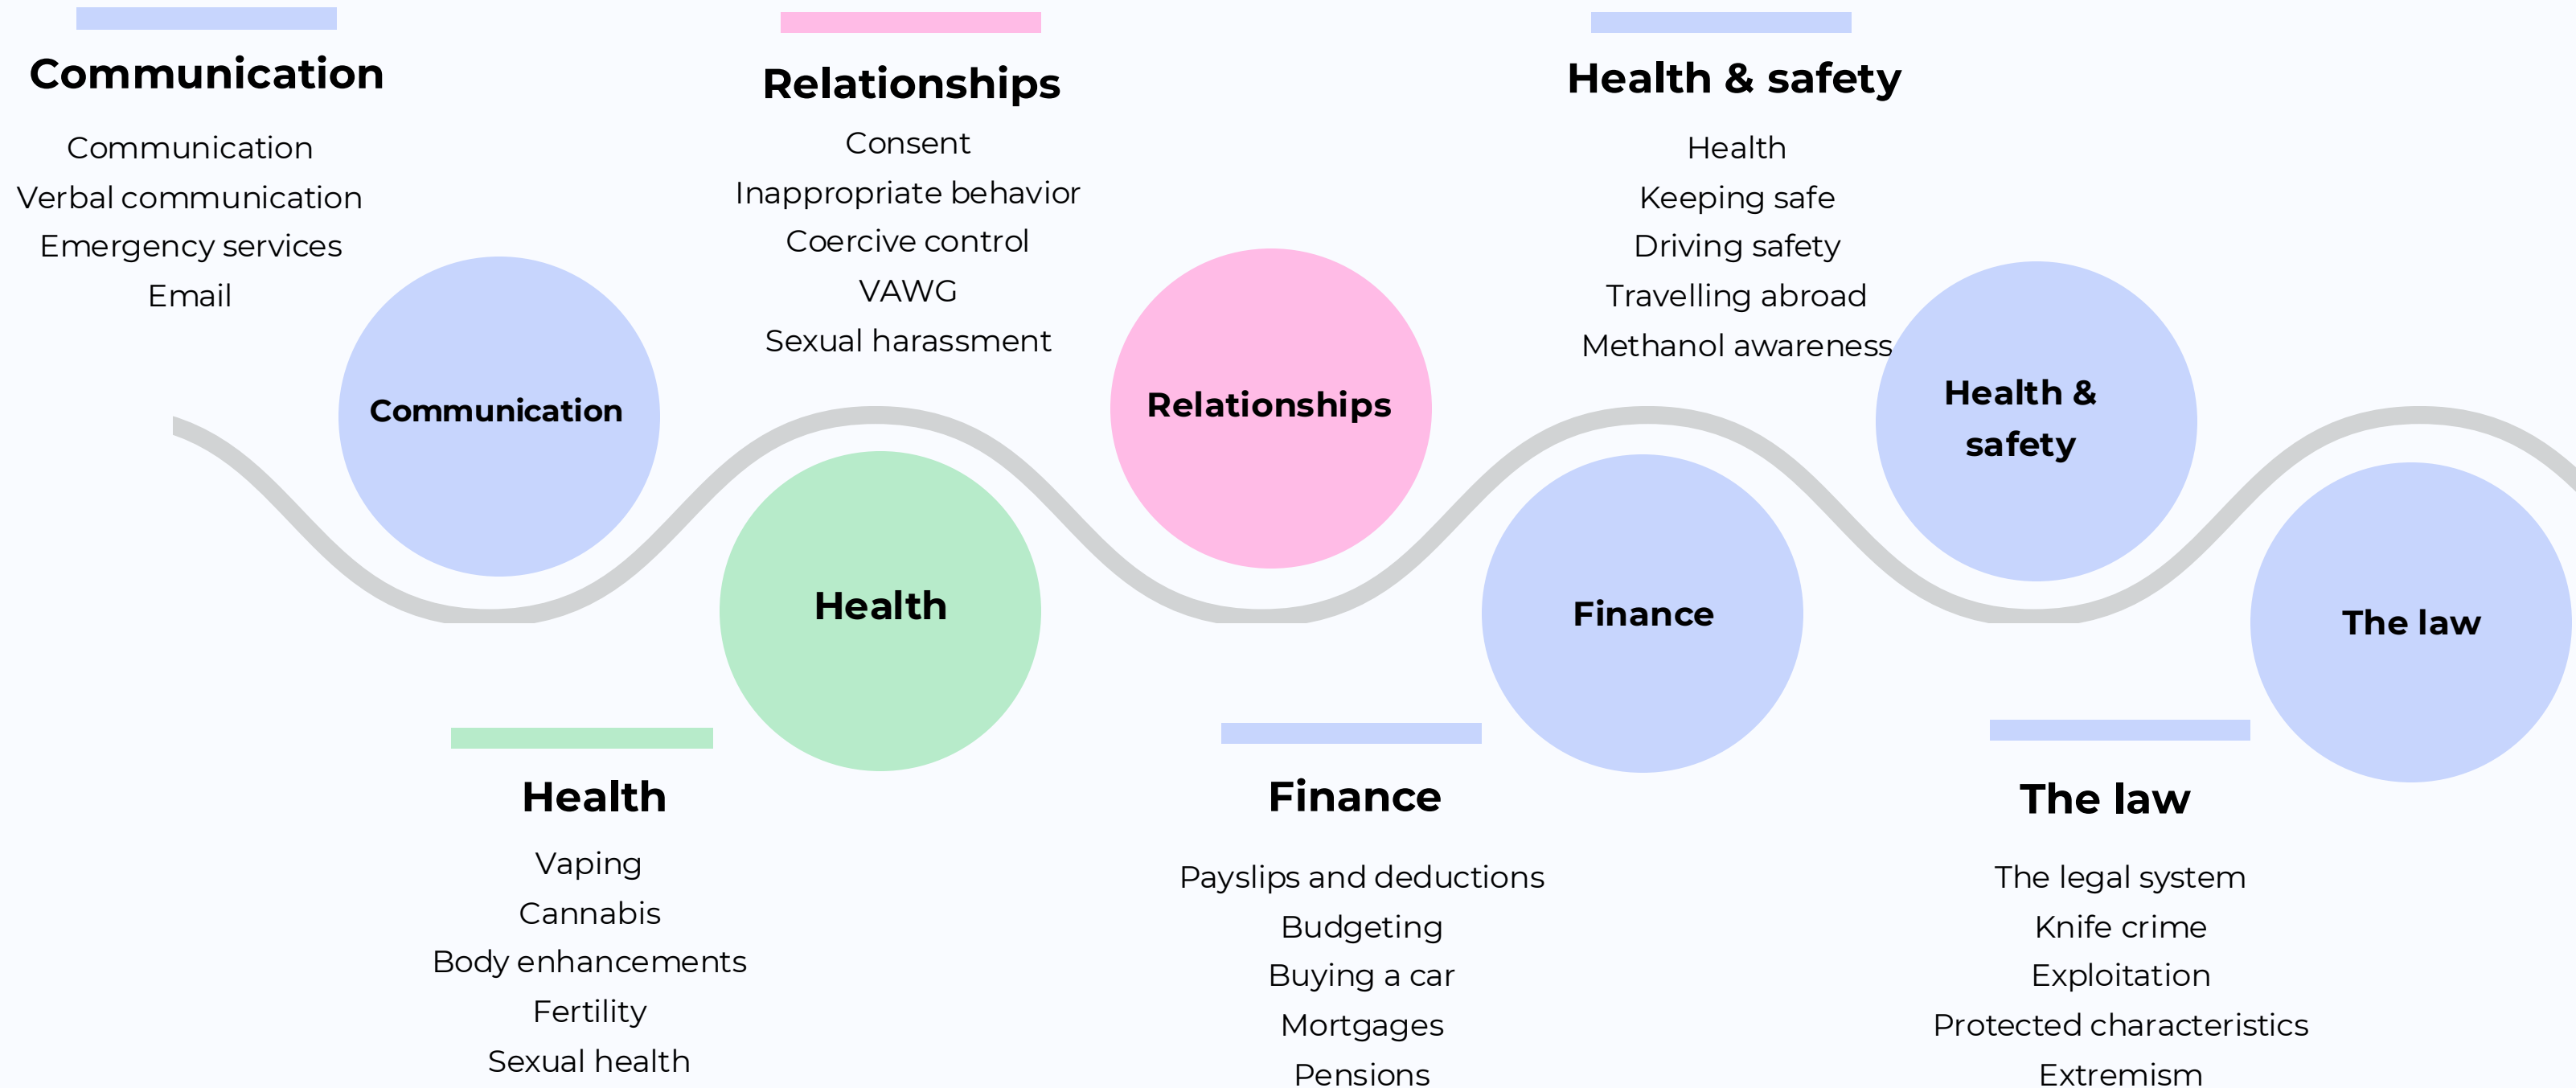 Communication
Communication
Verbal communication
Emergency services
Email
Communication
Relationships
Consent
Inappropriate behavior
Coercive control
VAWG
Sexual harassment
Relationships
Health & safety
Health
Keeping safe
Driving safety
Travelling abroad
Methanol awareness
Health &
safety
Health
Health
Vaping
Cannabis
Body enhancements
Fertility
Sexual health
Finance
Finance
Payslips and deductions
Budgeting
Buying a car
Mortgages
Pensions
The law
The law
The legal system
Knife crime
Exploitation
Protected characteristics
Extremism